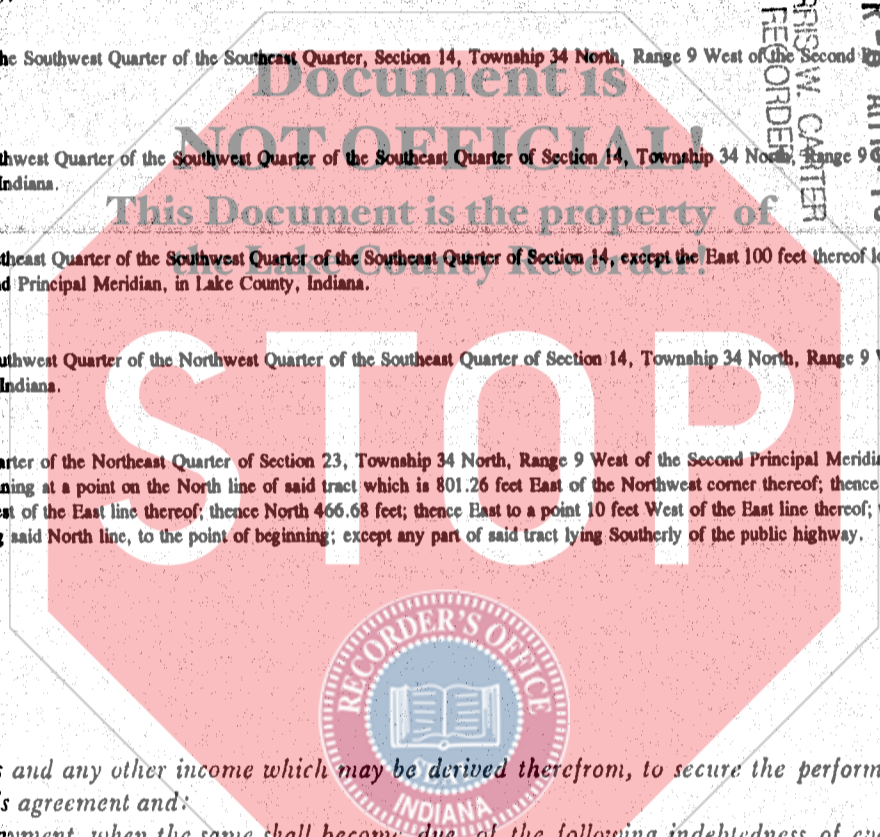 he Southwest Quarter of the Southeast Quarter, Section 14, Township 34 North, Range 9 West of the Second
Document is
NOT OFFICIAL!
thwest Quarter of the Southwest Quarter of the Southeast Quarter of Section 14, Township 34 North, Range 9
Indiana.
This Document is the property of
the Lake County Recorder!
theast Quarter of the Southwest Quarter of the Southeast Quarter of Section 14, except the East 100 feet thereof
d Principal Meridian, in Lake County, Indiana.
uthwest Quarter of the Northwest Quarter of the Southeast Quarter of Section 14, Township 34 North, Range 9
Indiana.
STOP
arter of the Northeast Quarter of Section 23, Township 34 North, Range 9 West of the Second Principal Meridia
ning at a point on the North line of said tract which is 801.26 feet East of the Northwest corner thereof; thence
st of the East line thereof; thence North 466.68 feet; thence East to a point 10 feet West of the East line thereof;
g said North line, to the point of beginning; except any part of said tract lying Southerly of the public highway.
RECORDER'S OFFICE
SEAL
INDIANA
s and any other income which may be derived therefrom, to secure the perform
is agreement and:
yment, when the same shall become due, of the following indebtedness of
W. CARTER
RECORDER